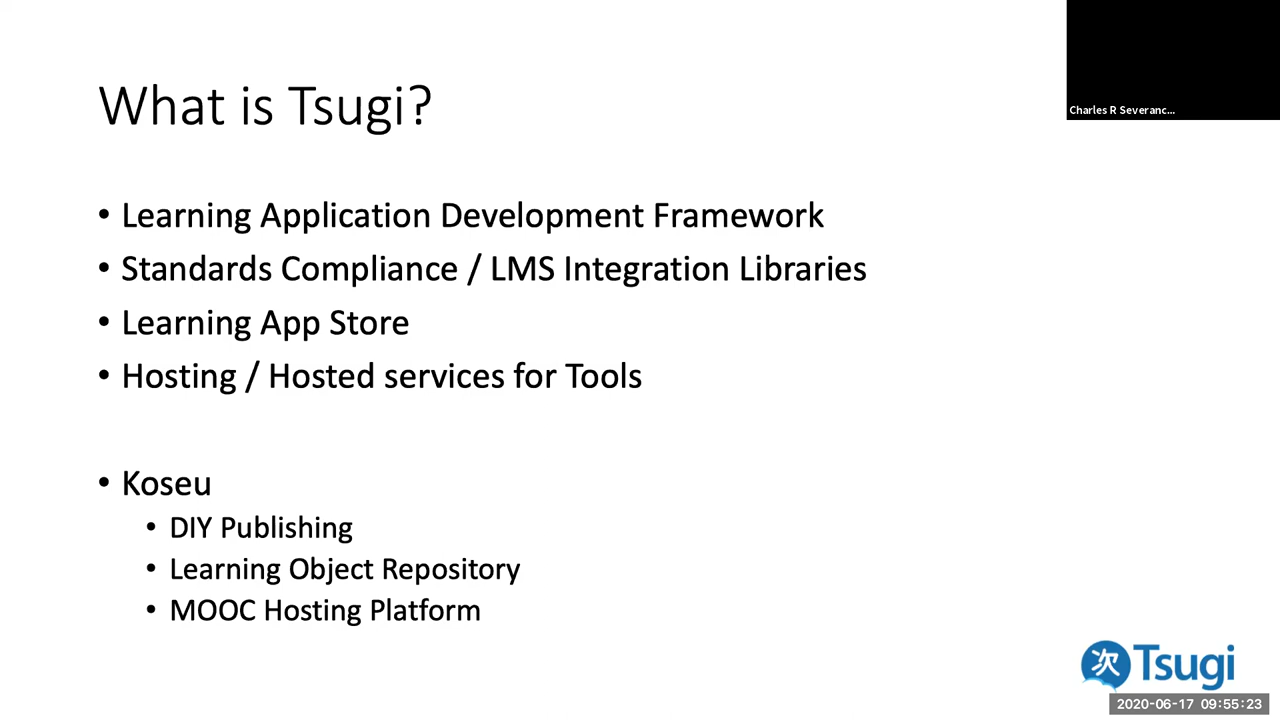 What is Tsugi?
Charles R Severanc...
• Learning Application Development Framework
• Standards Compliance / LMS Integration Libraries
• Learning App Store
• Hosting / Hosted services for Tools
• Koseu
• DIY Publishing
• Learning Object Repository
• MOOC Hosting Platform
次 Tsugi
2020-06-17 09:55:23